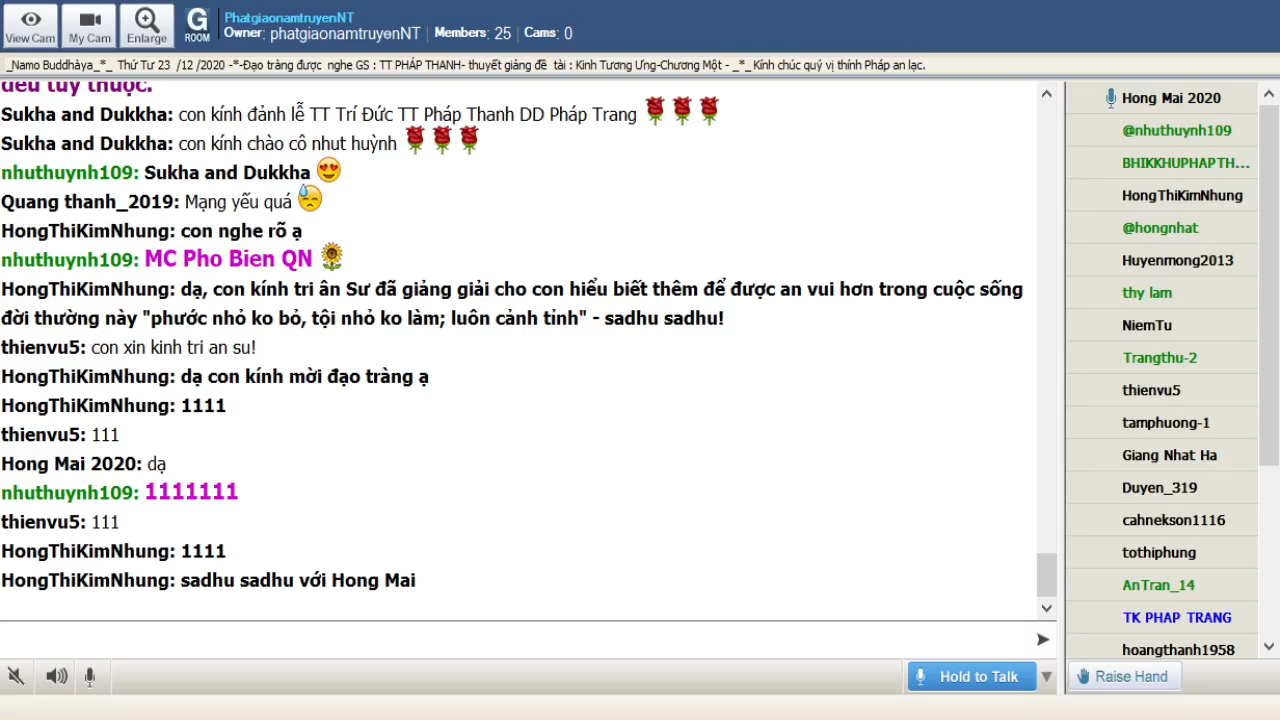 View Cam
My Cam
Enlarge
G
ROOM
PhatgiaonamtruyenNT
Owner: phatgiaonamtruyenNT | Members: 25 | Cams: 0
_Namo Buddhàya_*_ Thứ Tư 23 /12 /2020 -*-Đạo tràng được nghe GS : TT PHÁP THANH- thuyết giảng đề tài : Kinh Tương Ưng-Chương Một - _*_Kính chúc quý vị thính Pháp an lạc.
đều tùy thuộc.
Sukha and Dukkha: con kính đảnh lễ TT Trí Đức TT Pháp Thanh DD Pháp Trang
Sukha and Dukkha: con kính chào cô nhut huỳnh
nhuthuynh109: Sukha and Dukkha
Quang thanh_2019: Mạng yếu quá
HongThiKimNhung: con nghe rõ ạ
nhuthuynh109: MC Pho Bien QN
HongThiKimNhung: dạ, con kính tri ân Sư đã giảng giải cho con hiểu biết thêm để được an vui hơn trong cuộc sống
đời thường này "phước nhỏ ko bỏ, tội nhỏ ko làm; luôn cảnh tỉnh" - sadhu sadhu!
thienvu5: con xin kinh tri an su!
HongThiKimNhung: dạ con kính mời đạo tràng ạ
HongThiKimNhung: 1111
thienvu5: 111
Hong Mai 2020: dạ
nhuthuynh109: 1111111
thienvu5: 111
HongThiKimNhung: 1111
HongThiKimNhung: sadhu sadhu với Hong Mai
Hold to Talk
Hong Mai 2020
@nhuthuynh109
BHIKKHUPHAPTH...
HongThiKimNhung
@hongnhat
Huyenmong2013
thy lam
NiemTu
Trangthu-2
thienvu5
tamphuong-1
Giang Nhat Ha
Duyen_319
cahnekson1116
tothiphung
AnTran_14
TK PHAP TRANG
hoangthanh1958
Raise Hand